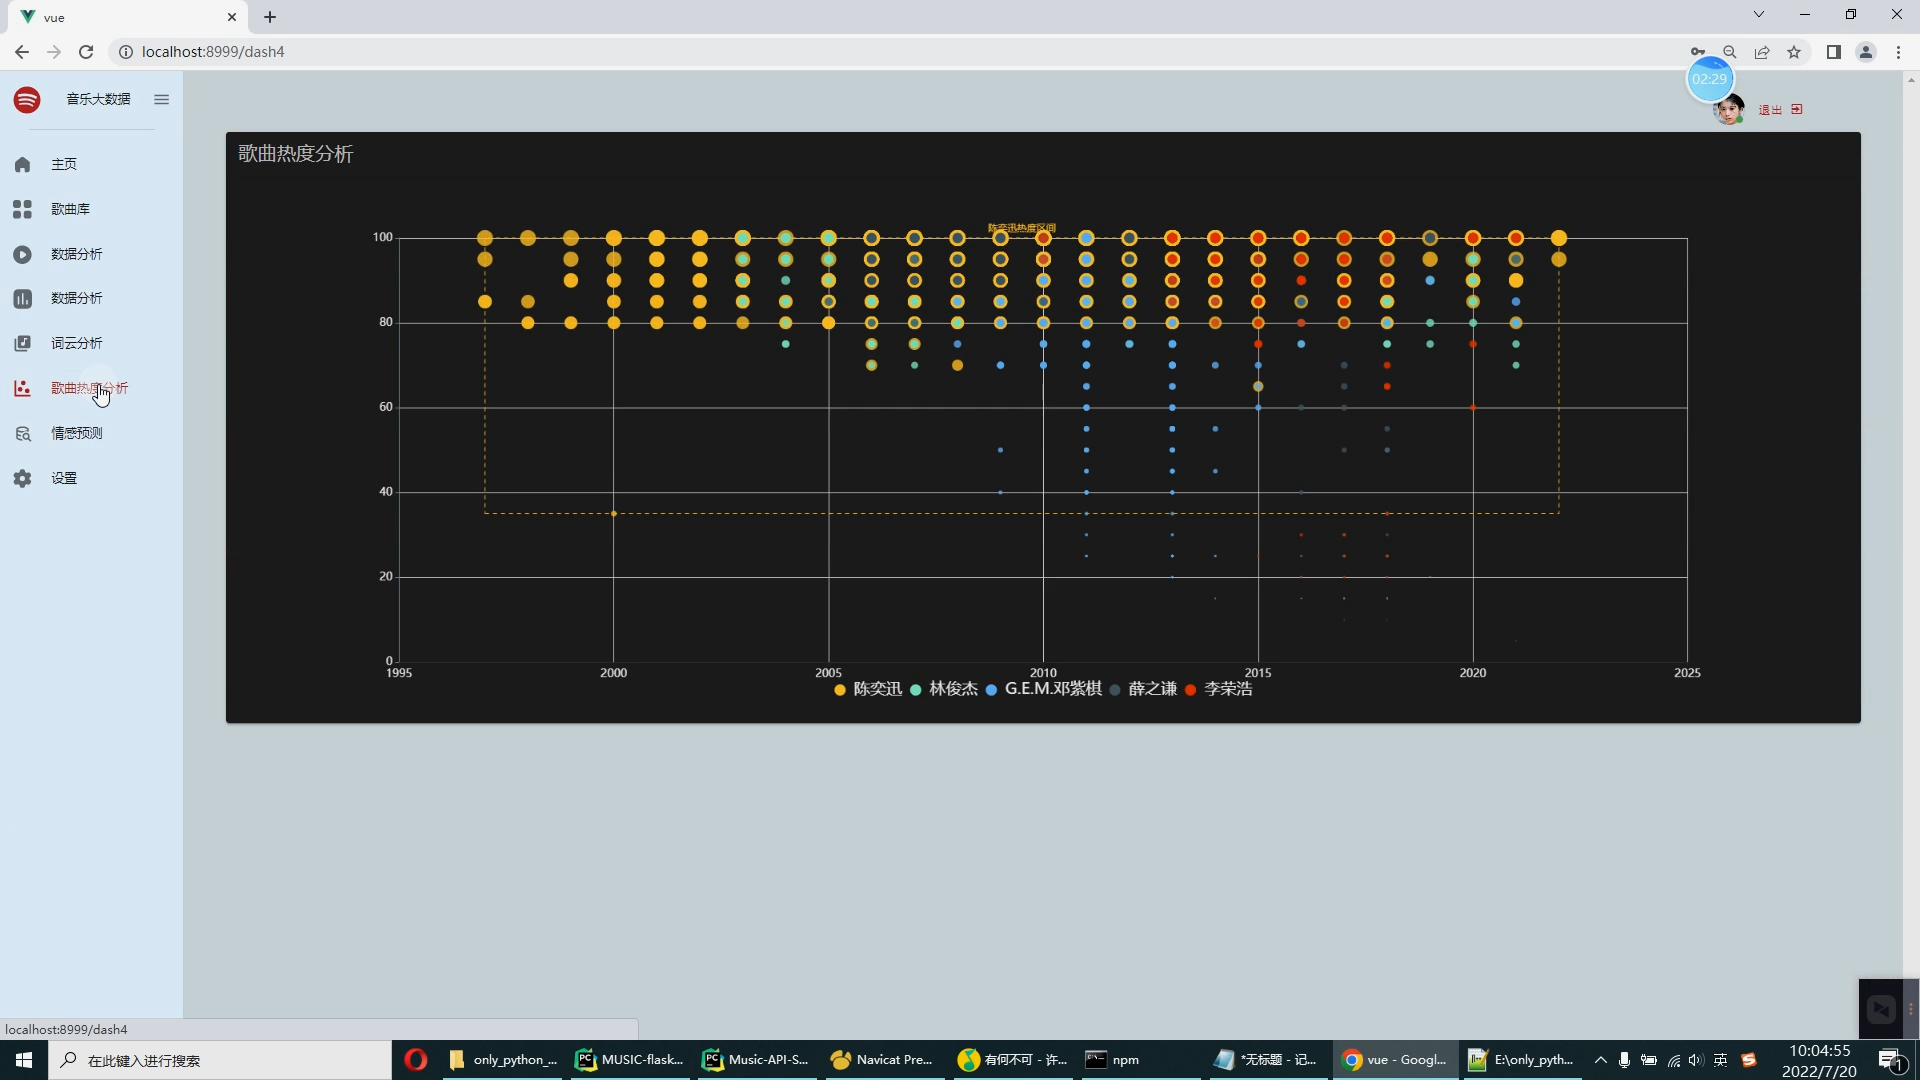 vue
localhost:8999/dash4
02:29
音乐大数据
退出
主页
歌曲库
数据分析
数据分析
词云分析
歌曲热度分析
情感预测
设置
歌曲热度分析
陈奕迅热度区间
100
80
60
40
20
0
1995
2000
2005
2010
2015
2020
2025
陈奕迅
林俊杰
G.E.M.邓紫棋
薛之谦
李荣浩
localhost:8999/dash4
在此键入进行搜索
only_python_...
MUSIC-flask...
Music-API-S...
Navicat Pre...
有何不可 - 许...
npm
*无标题 - 记...
vue - Googl...
E:\only_pyth...
英
10:04:55
2022/7/20
1